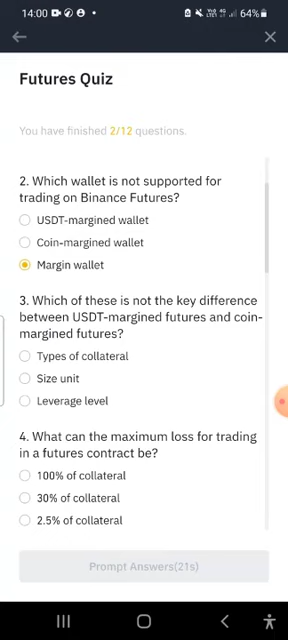 14:00
64%
Futures Quiz
You have finished 2/12 questions.
2. Which wallet is not supported for
trading on Binance Futures?
USDT-margined wallet
Coin-margined wallet
Margin wallet
3. Which of these is not the key difference
between USDT-margined futures and coin-
margined futures?
Types of collateral
Size unit
Leverage level
4. What can the maximum loss for trading
in a futures contract be?
100% of collateral
30% of collateral
2.5% of collateral
Prompt Answers(21s)